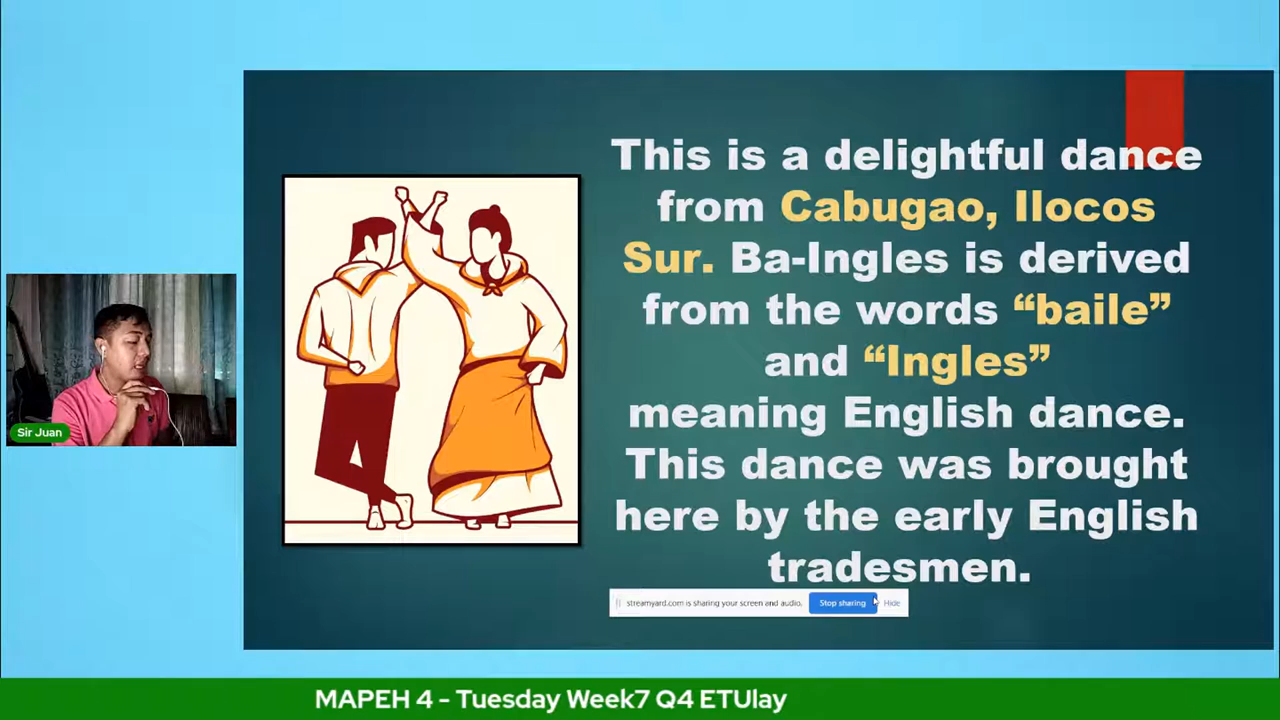 This is a delightful dance
from Cabugao, Ilocos
Sur. Ba-Ingles is derived
from the words “baile”
and “Ingles”
meaning English dance.
This dance was brought
here by the early English
tradesmen.
streamyard.com is sharing your screen and audio. Stop sharing Hide
Sir Juan
MAPEH 4 - Tuesday Week7 Q4 ETUlay